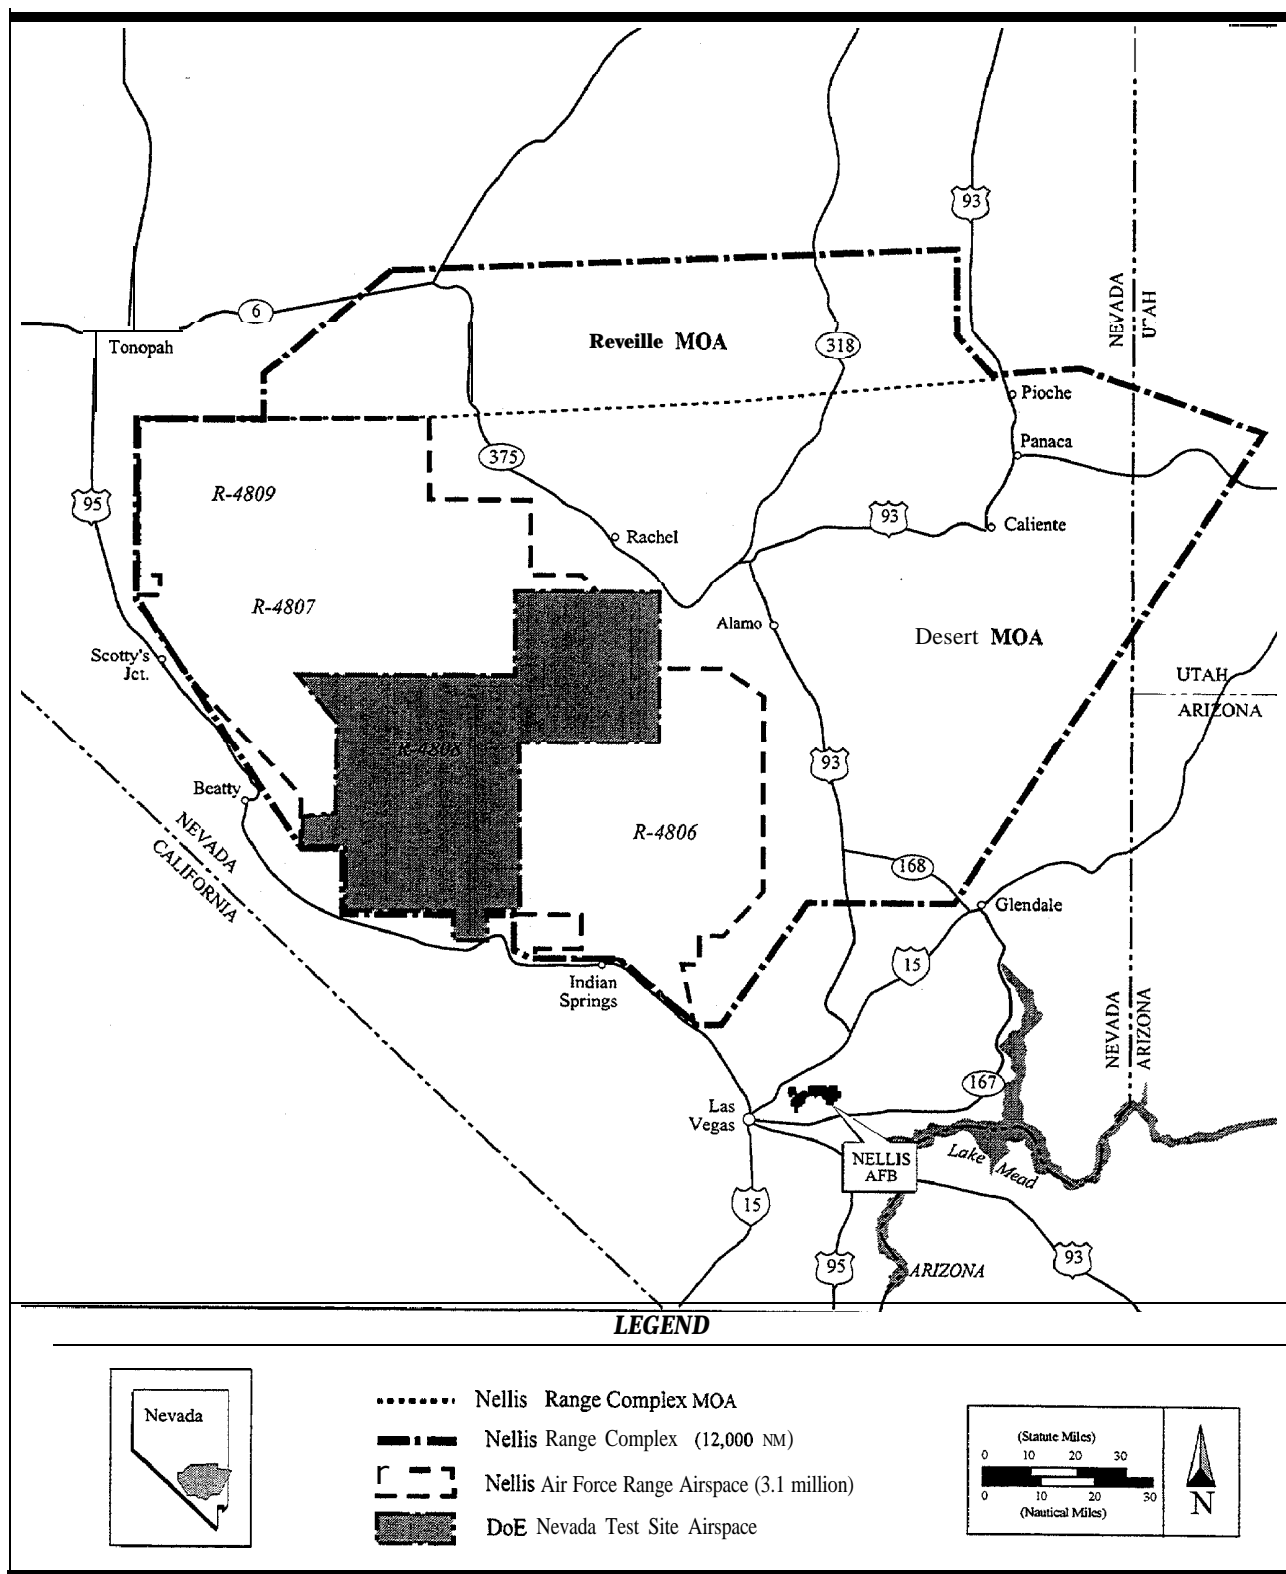 93
NEVADA
UTAH
6
Tonopah
Reveille MOA
318
Pioche
Panaca
375
R-4809
95
93
Caliente
Rachel
R-4807
Alamo
Desert MOA
Scotty's
Jct.
UTAH
ARIZONA
R-4808
93
Beatty
NEVADA
CALIFORNIA
R-4806
168
Glendale
15
Indian
Springs
NEVADA
ARIZONA
167
Las
Vegas
NELLIS
AFB
Lake Mead
15
95
93
ARIZONA
LEGEND
Nevada
Nellis Range Complex MOA
Nellis Range Complex (12,000 NM)
Nellis Air Force Range Airspace (3.1 million)
DoE Nevada Test Site Airspace
(Statute Miles)
0 10 20 30
0 10 20 30
(Nautical Miles)
N